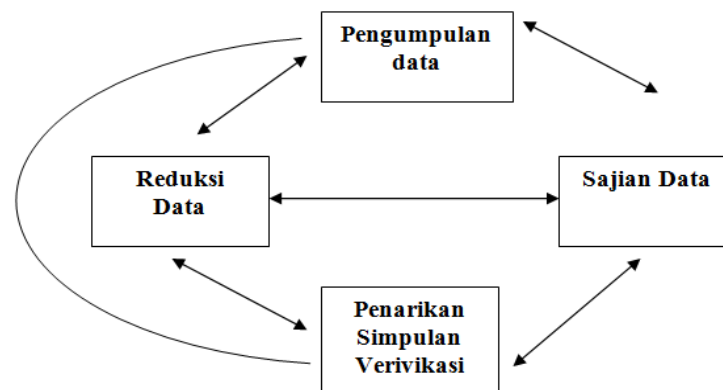 Pengumpulan
data
Reduksi
Data
Sajian Data
Penarikan
Simpulan
Verivikasi